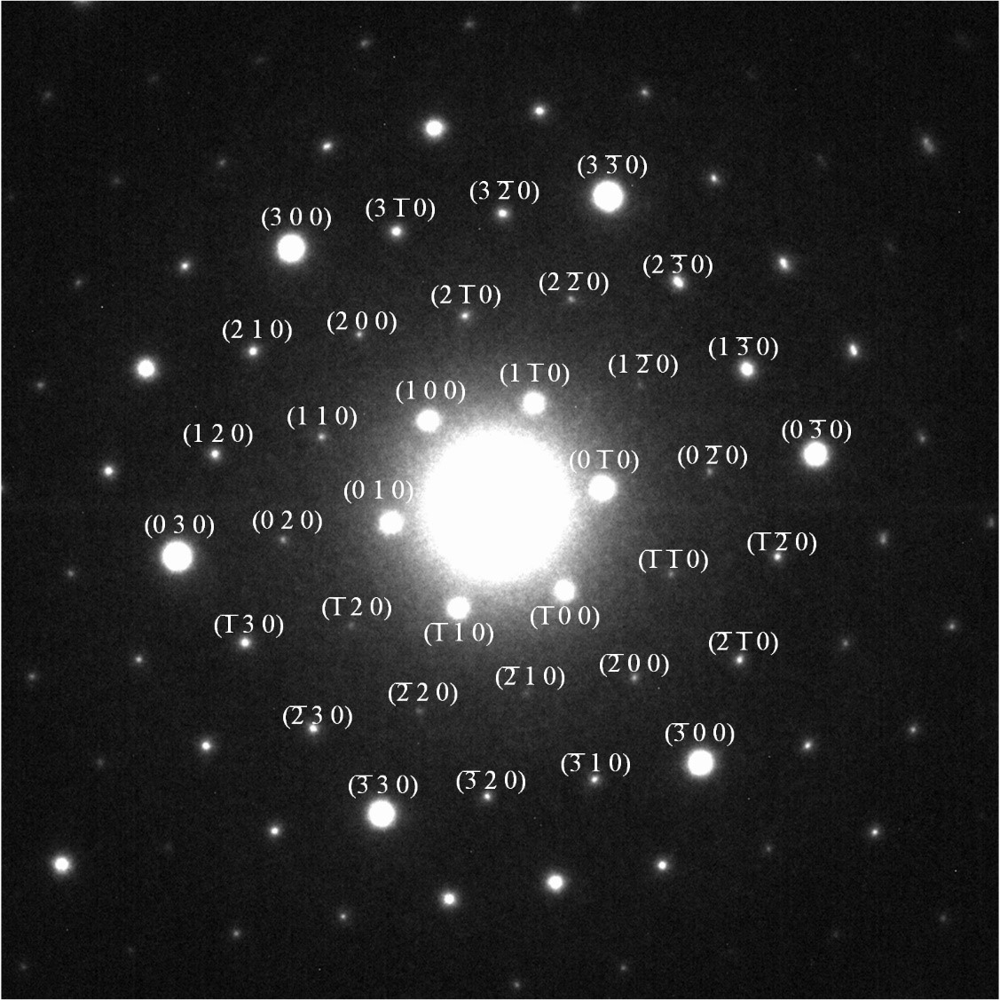 (3 3̅ 0)
(3 2̅ 0)
(3 1̅ 0)
(3 0 0)
(2 3̅ 0)
(2 2̅ 0)
(2 1̅ 0)
(2 0 0)
(2 1 0)
(1 3̅ 0)
(1 2̅ 0)
(1 1̅ 0)
(1 0 0)
(1 1 0)
(1 2 0)
(0 3̅ 0)
(0 2̅ 0)
(0 1̅ 0)
(0 1 0)
(0 2 0)
(0 3 0)
(1̅ 2̅ 0)
(1̅ 1̅ 0)
(1̅ 0 0)
(1̅ 1 0)
(1̅ 2 0)
(1̅ 3 0)
(2̅ 1̅ 0)
(2̅ 0 0)
(2̅ 1 0)
(2̅ 2 0)
(2̅ 3 0)
(3̅ 0 0)
(3̅ 1 0)
(3̅ 2 0)
(3̅ 3 0)